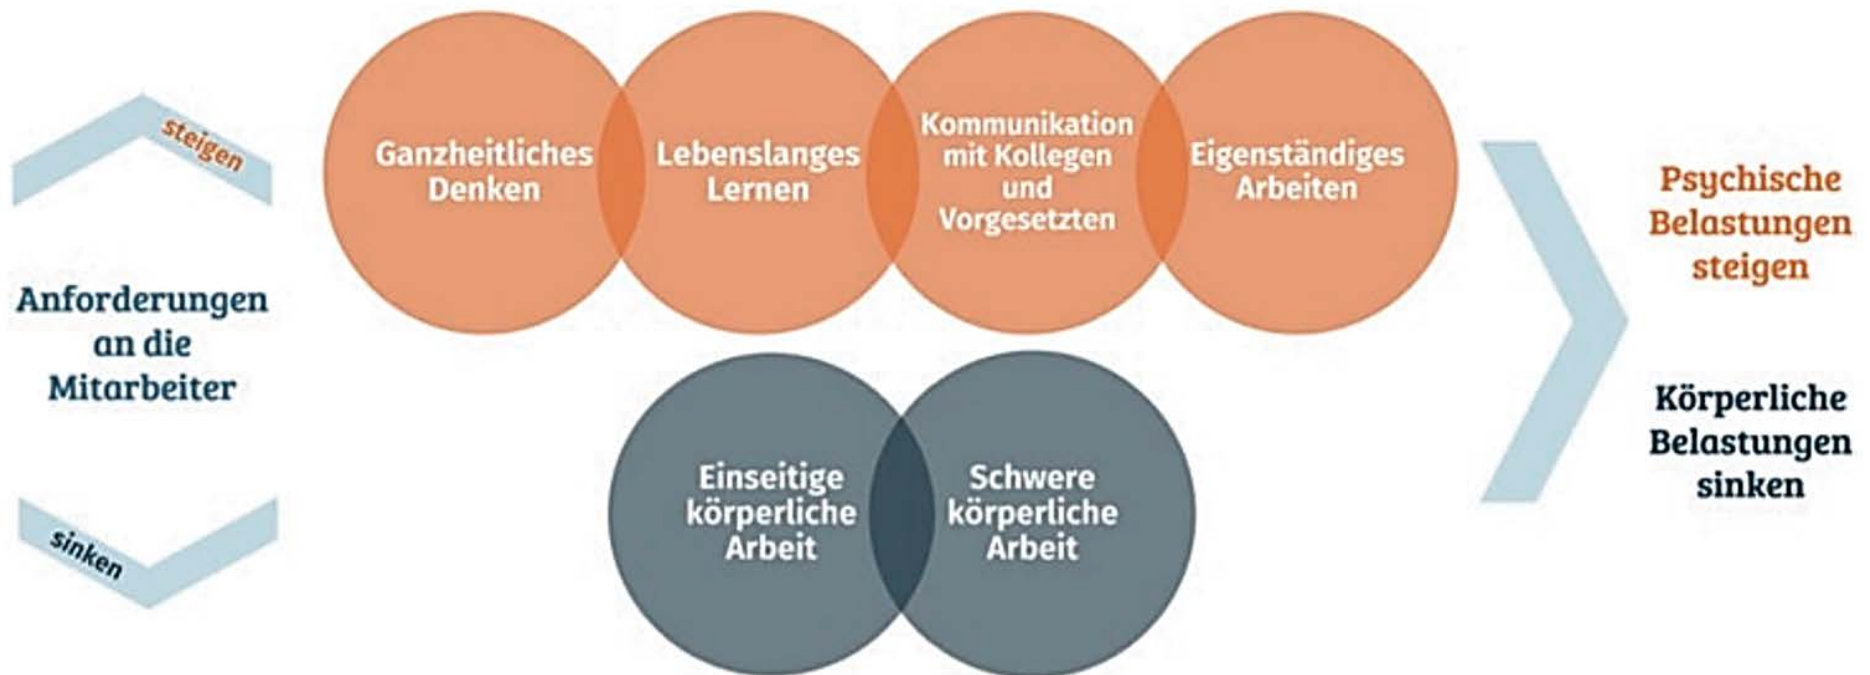 steigen
Anforderungen
an die
Mitarbeiter
sinken
Ganzheitliches
Denken
Lebenslanges
Lernen
Kommunikation
mit Kollegen
und
Vorgesetzten
Eigenständiges
Arbeiten
Einseitige
körperliche
Arbeit
Schwere
körperliche
Arbeit
Psychische
Belastungen
steigen
Körperliche
Belastungen
sinken